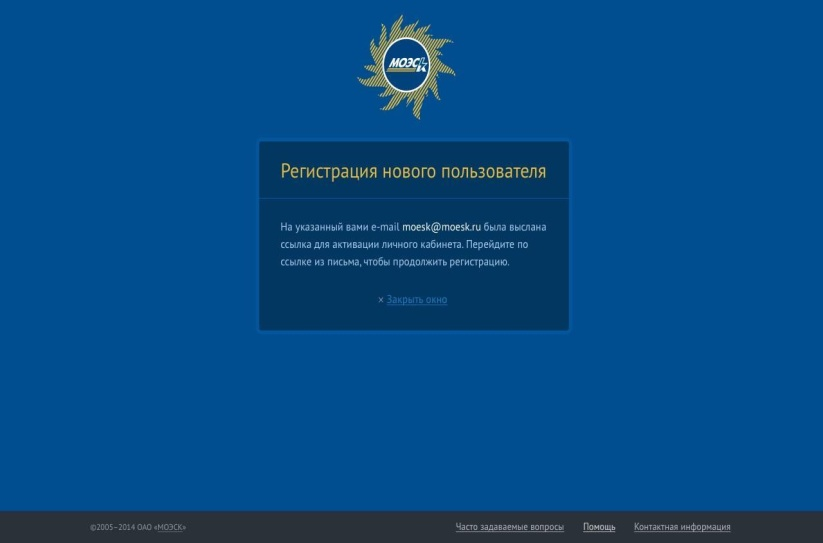 МОЭСК
Регистрация нового пользователя
На указанный вами e-mail moesk@moesk.ru была выслана
ссылка для активации личного кабинета. Перейдите по
ссылке из письма, чтобы продолжить регистрацию.
× Закрыть окно
©2005–2014 ОАО «МОЭСК» Часто задаваемые вопросы Помощь Контактная информация